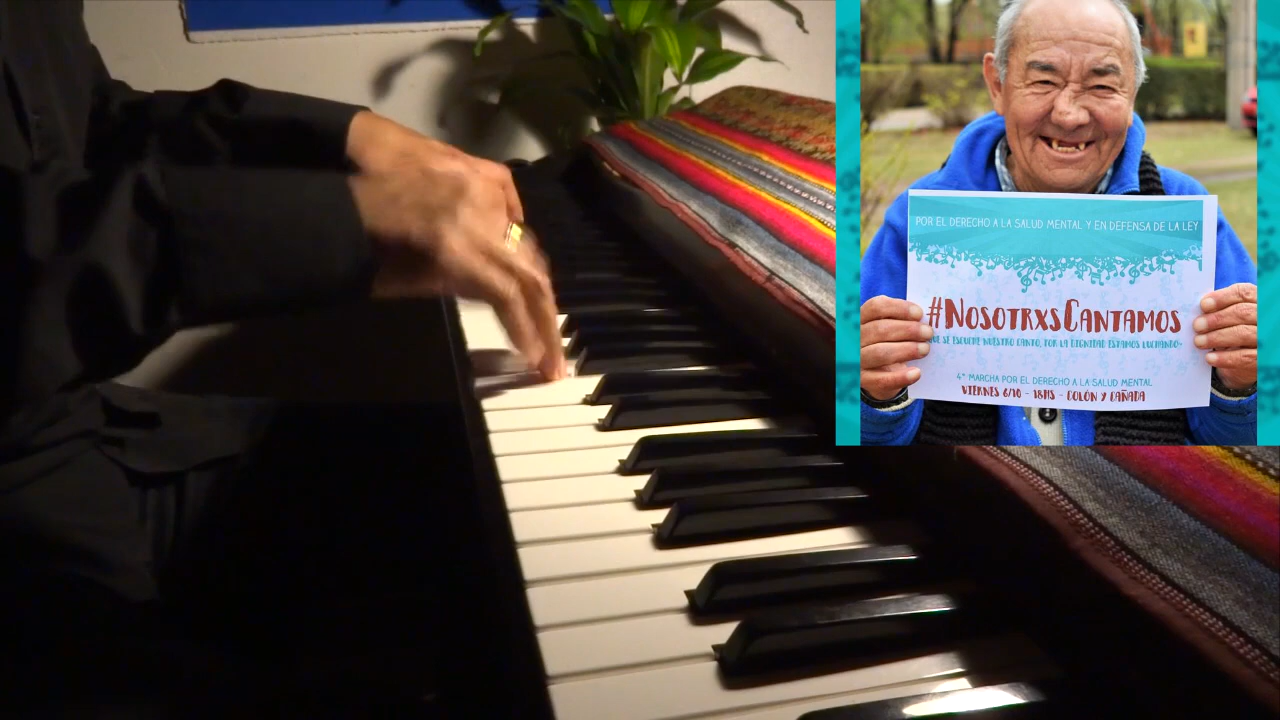 POR EL DERECHO A LA SALUD MENTAL Y EN DEFENSA DE LA LEY
#NOSOTRXSCANTAMOS
QUE SE ESCUCHE NUESTRO CANTO, POR LA DIGNIDAD ESTAMOS LUCHANDO~
4° MARCHA POR EL DERECHO A LA SALUD MENTAL
VIERNES 6/10 - 18HS - COLÓN Y CAÑADA